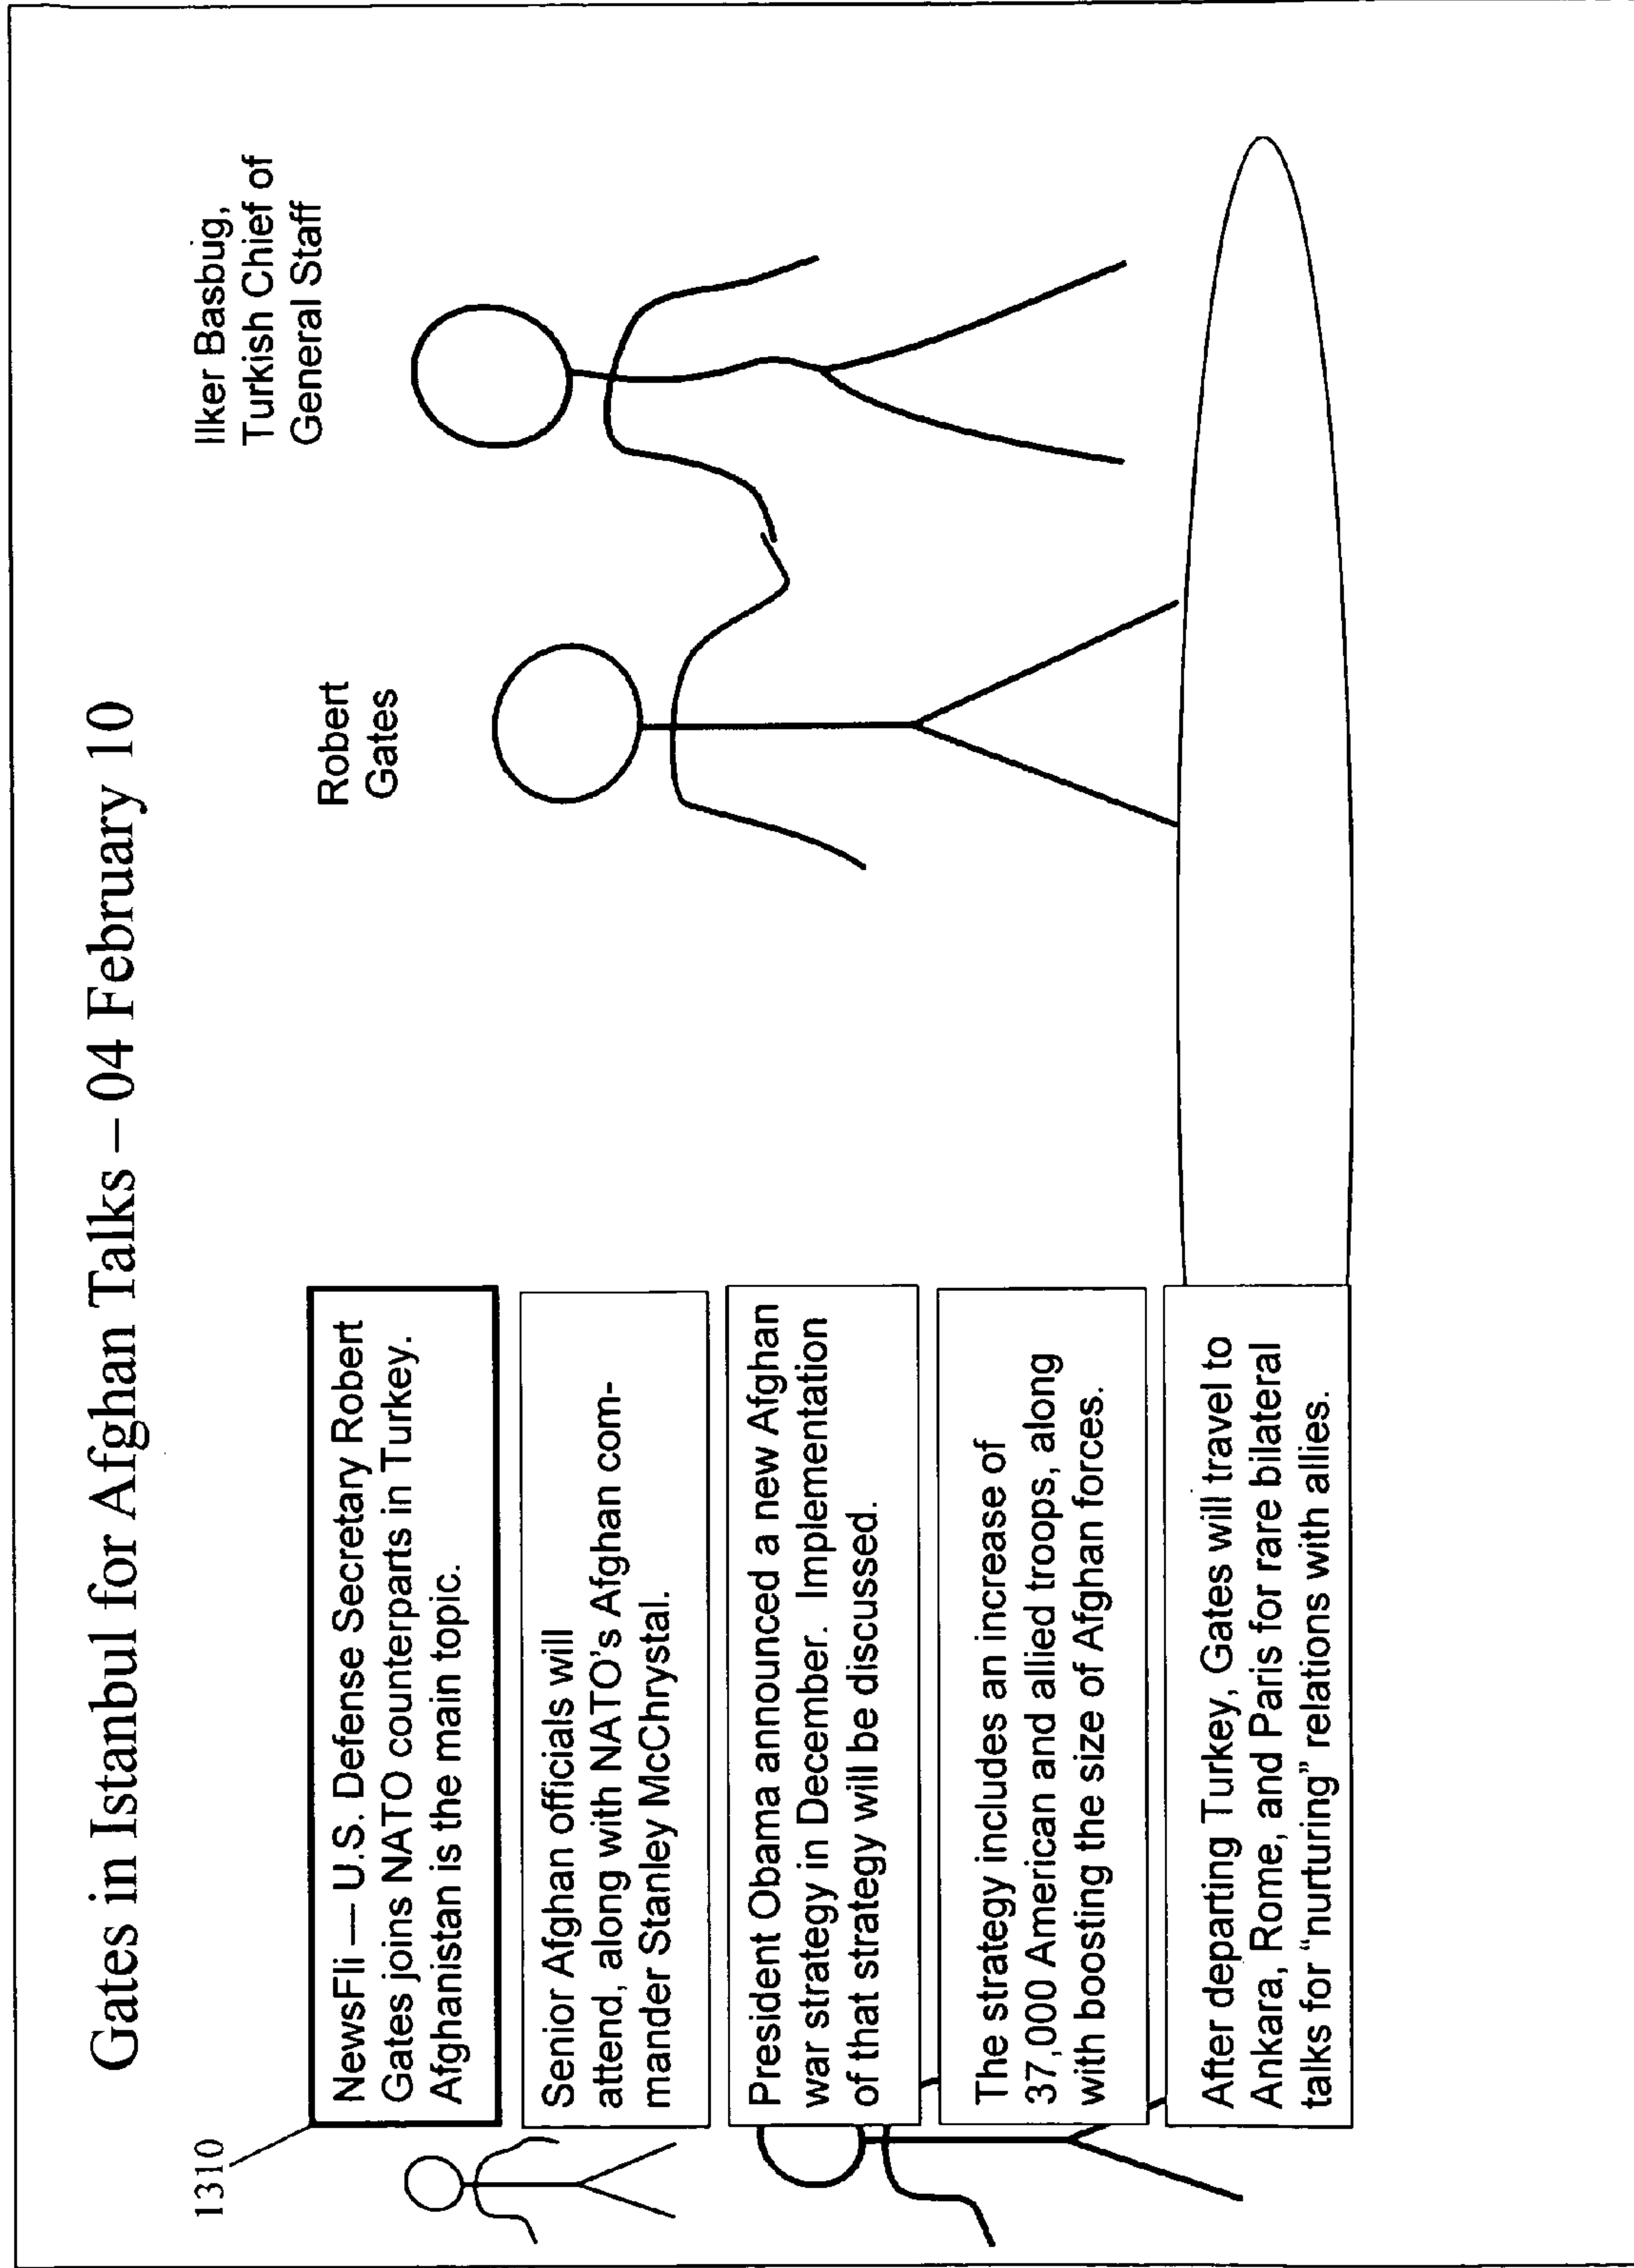 Gates in Istanbul for Afghan Talks – 04 February 10
1310
NewsFli — U.S. Defense Secretary Robert
Gates joins NATO counterparts in Turkey.
Afghanistan is the main topic.
Senior Afghan officials will
attend, along with NATO's Afghan com-
mander Stanley McChrystal.
President Obama announced a new Afghan
war strategy in December.  Implementation
of that strategy will be discussed.
The strategy includes an increase of
37,000 American and allied troops, along
with boosting the size of Afghan forces.
After departing Turkey, Gates will travel to
Ankara, Rome, and Paris for rare bilateral
talks for “nurturing” relations with allies.
Robert
Gates
Ilker Basbug,
Turkish Chief of
General Staff